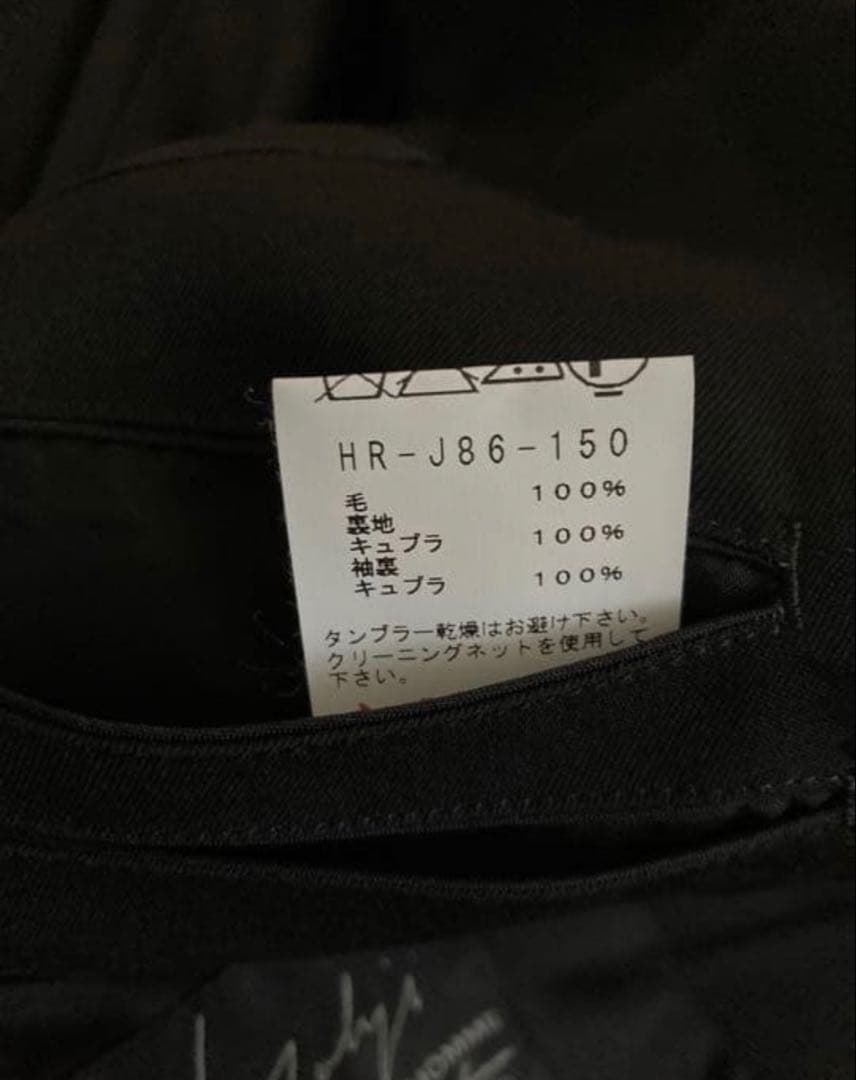 HR-J86-150
毛 100%
裏地
キュプラ 100%
袖裏
キュプラ 100%
タンブラー乾燥はお避け下さい。
クリーニングネットを使用して
下さい。
HOMME